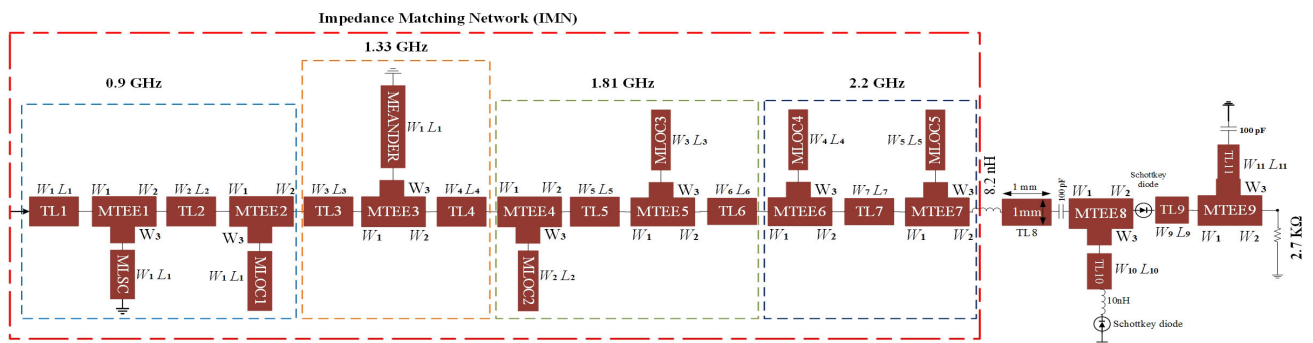 Impedance Matching Network (IMN)
0.9 GHz
1.33 GHz
1.81 GHz
2.2 GHz
W₁ L₁
TL1
W₁ W₂
MTEE1
W₃
MLSC
W₁ L₁
W₂ L₂
TL2
W₁ W₂
MTEE2
W₃
MLOC1
W₁ L₁
W₃ L₃
TL3
MEANDER
W₁ L₁
W₃
MTEE3
W₁ W₂
W₄ L₄
TL4
W₁ W₂
MTEE4
W₃
MLOC2
W₂ L₂
W₅ L₅
TL5
MLOC3
W₃ L₃
W₃
MTEE5
W₁ W₂
W₆ L₆
TL6
MLOC4
W₄ L₄
W₃
MTEE6
W₁ W₂
W₇ L₇
TL7
MLOC5
W₅ L₅
W₃
MTEE7
W₁ W₂
8.2 nH
1 mm
1mm
TL8
100 pF
W₁ W₂
MTEE8
W₃
TL10
W₁₀ L₁₀
10nH
Schottkey diode
Schottkey
diode
TL9
W₉ L₉
100 pF
TL11
W₁₁ L₁₁
W₃
MTEE9
W₁ W₂
2.7 KΩ